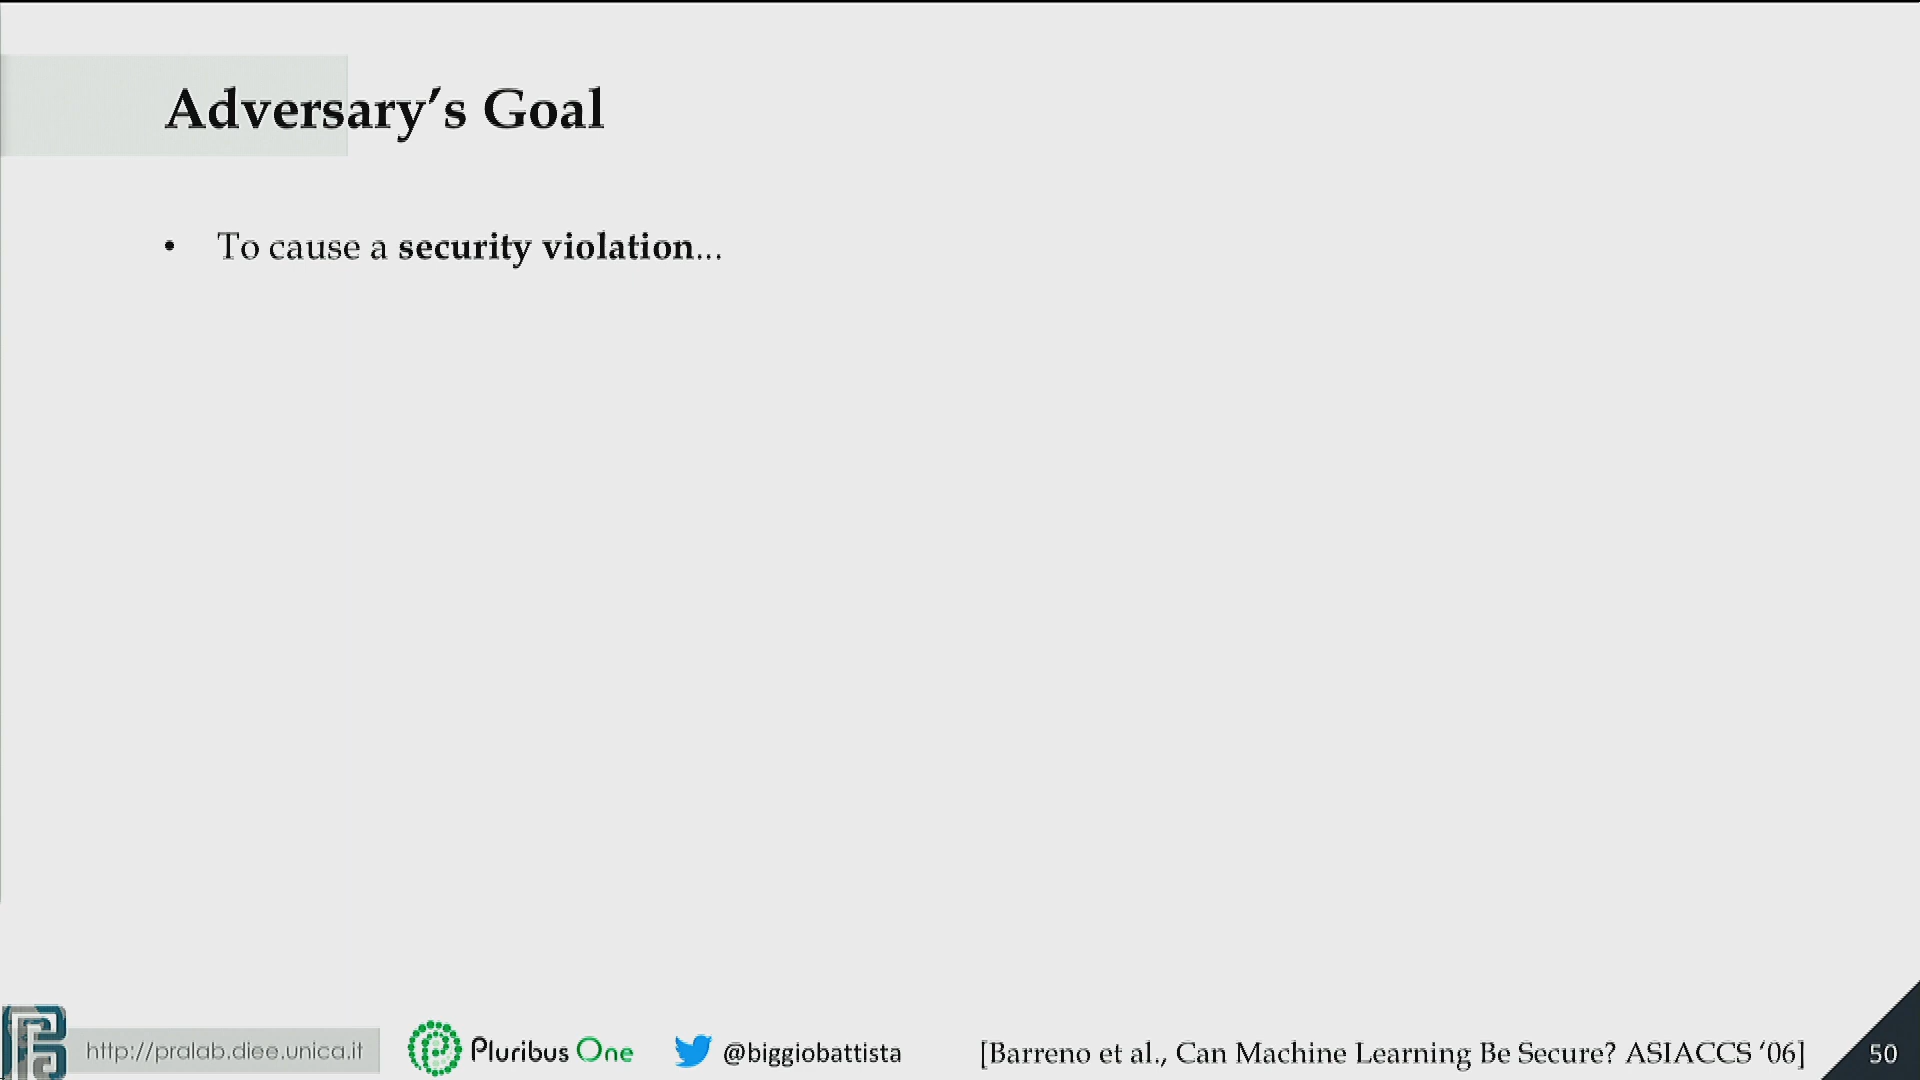 Adversary’s Goal
• To cause a security violation...
http://pralab.diee.unica.it
Pluribus One
@biggiobattista
[Barreno et al., Can Machine Learning Be Secure? ASIACCS ‘06]
50